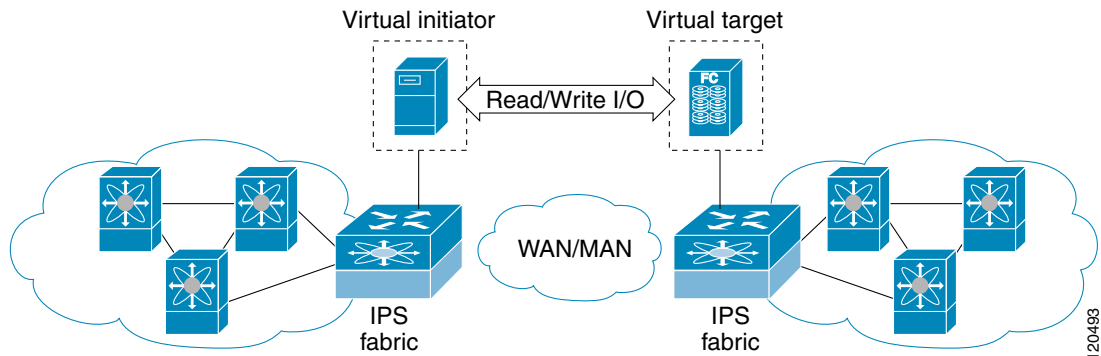 Virtual initiator
Virtual target
FC
Read/Write I/O
WAN/MAN
IPS
fabric
IPS
fabric
120493